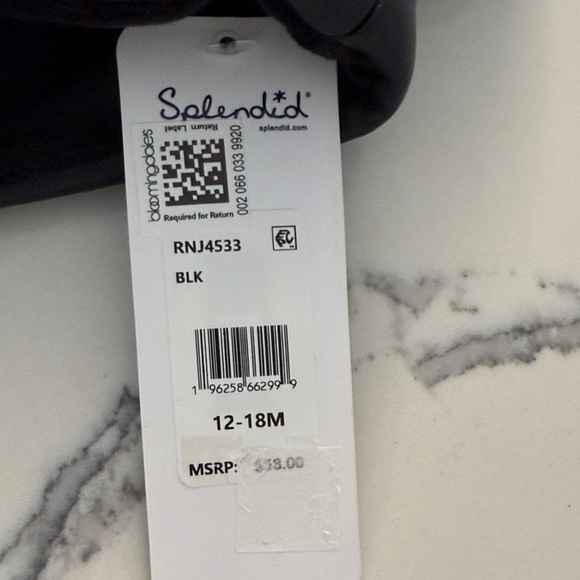 Splendid®
splendid.com
Return Label
bloomingdales
002 066 033 9920
Required for Return
RNJ4533
BLK
1 96258 66299 9
12-18M
MSRP: